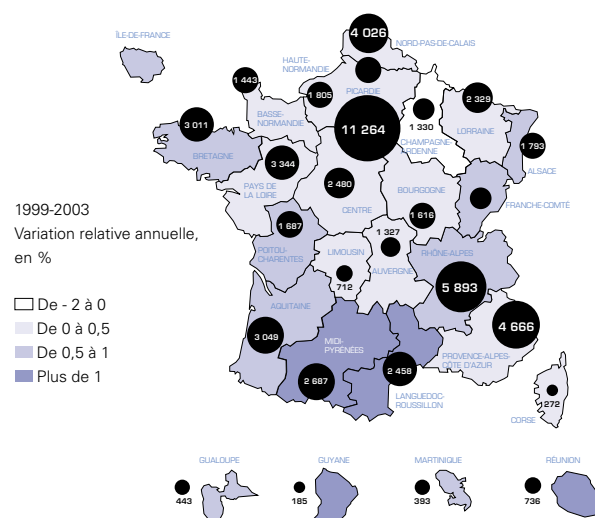 ÎLE-DE-FRANCE
4 026
NORD-PAS-DE-CALAIS
HAUTE-
NORMANDIE
1 443
1 805
PICARDIE
2 329
BASSE-
NORMANDIE
3 011
11 264
1 330
CHAMPAGNE-
ARDENNE
LORRAINE
1 793
BRETAGNE
ALSACE
3 344
PAYS DE
LA LOIRE
2 480
CENTRE
BOURGOGNE
1 616
FRANCHE-COMTÉ
1999-2003
Variation relative annuelle,
en %
De - 2 à 0
De 0 à 0,5
De 0,5 à 1
Plus de 1
1 687
POITOU-
CHARENTES
LIMOUSIN
712
1 327
AUVERGNE
RHÔNE-ALPES
5 893
AQUITAINE
3 049
MIDI-
PYRÉNÉES
2 687
4 666
PROVENCE-ALPES-
CÔTE D'AZUR
2 458
LANGUEDOC-
ROUSSILLON
272
CORSE
GUALOUPE
443
GUYANE
185
MARTINIQUE
393
RÉUNION
736